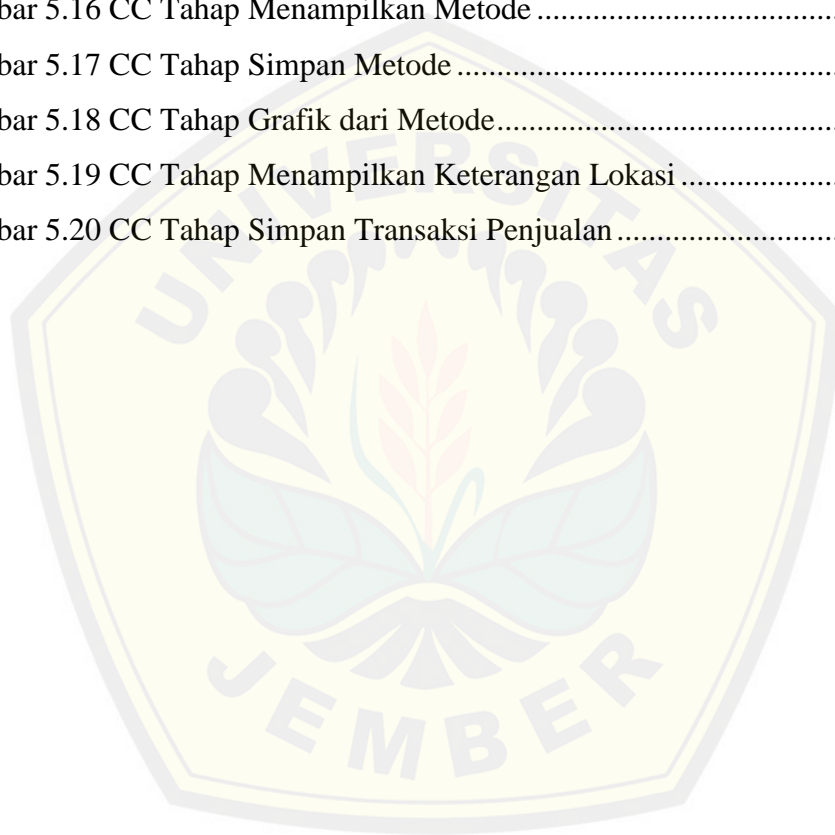 bar 5.16 CC Tahap Menampilkan Metode ........................................
bar 5.17 CC Tahap Simpan Metode ..................................................
bar 5.18 CC Tahap Grafik dari Metode.............................................
bar 5.19 CC Tahap Menampilkan Keterangan Lokasi ......................
bar 5.20 CC Tahap Simpan Transaksi Penjualan ..............................
UNIVERSITAS
JEMBER